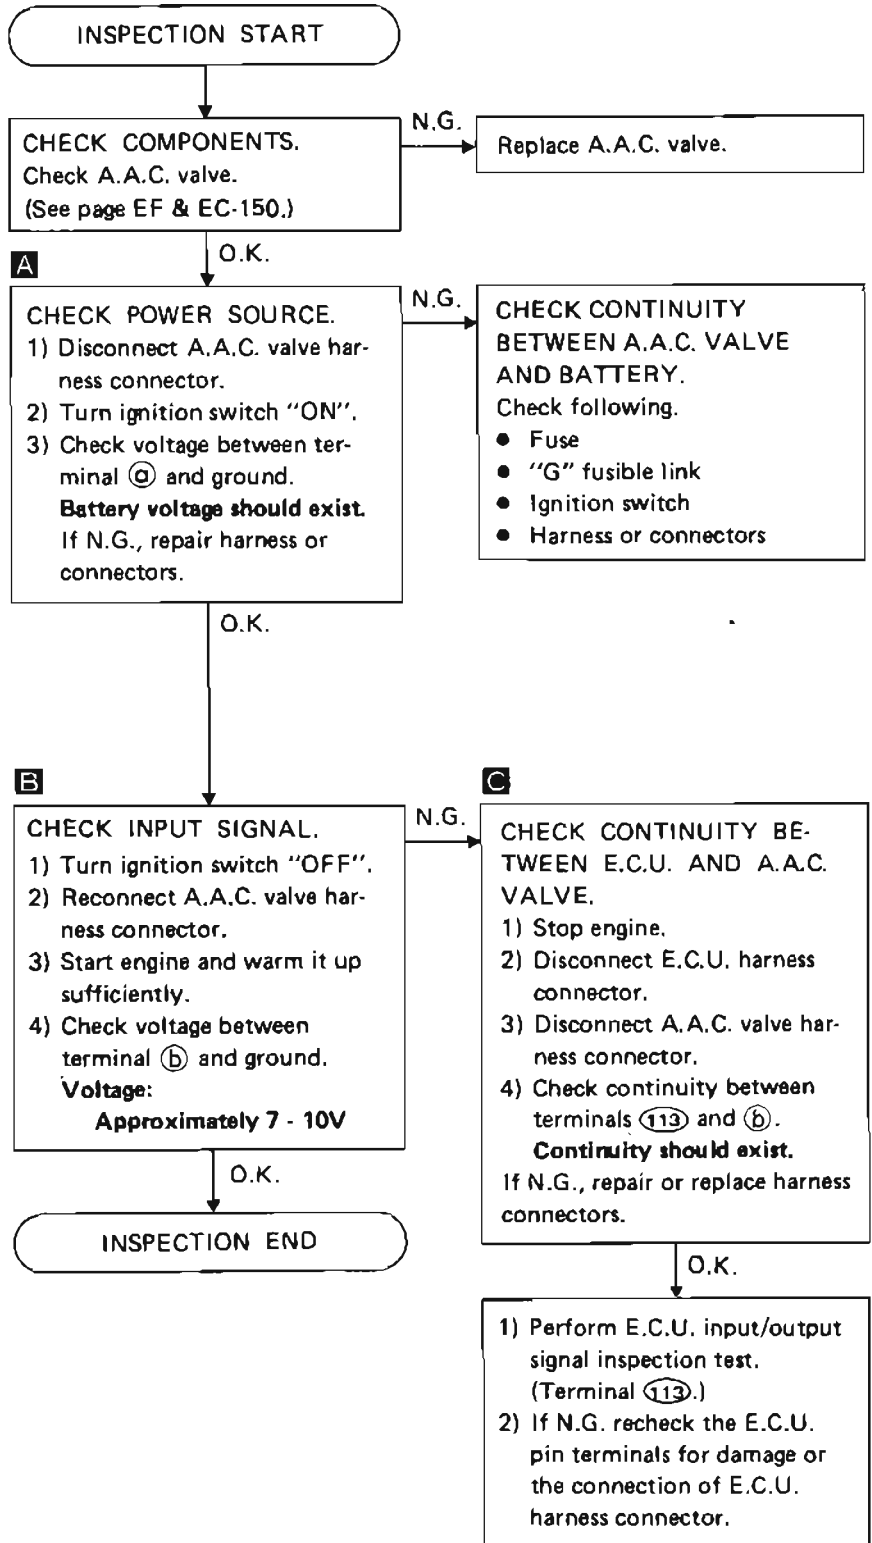 INSPECTION START
CHECK COMPONENTS.
Check A.A.C. valve.
(See page EF & EC-150.)
N.G.
Replace A.A.C. valve.
O.K.
A
CHECK POWER SOURCE.
1) Disconnect A.A.C. valve har-
ness connector.
2) Turn ignition switch "ON".
3) Check voltage between ter-
minal ⓐ and ground.
Battery voltage should exist.
If N.G., repair harness or
connectors.
N.G.
CHECK CONTINUITY
BETWEEN A.A.C. VALVE
AND BATTERY.
Check following.
● Fuse
● "G" fusible link
● Ignition switch
● Harness or connectors
O.K.
B
CHECK INPUT SIGNAL.
1) Turn ignition switch "OFF".
2) Reconnect A.A.C. valve har-
ness connector.
3) Start engine and warm it up
sufficiently.
4) Check voltage between
terminal ⓑ and ground.
Voltage:
Approximately 7 - 10V
N.G.
C
CHECK CONTINUITY BE-
TWEEN E.C.U. AND A.A.C.
VALVE.
1) Stop engine.
2) Disconnect E.C.U. harness
connector.
3) Disconnect A.A.C. valve har-
ness connector.
4) Check continuity between
terminals (113) and ⓑ.
Continuity should exist.
If N.G., repair or replace harness
connectors.
O.K.
INSPECTION END
O.K.
1) Perform E.C.U. input/output
signal inspection test.
(Terminal (113).)
2) If N.G. recheck the E.C.U.
pin terminals for damage or
the connection of E.C.U.
harness connector.